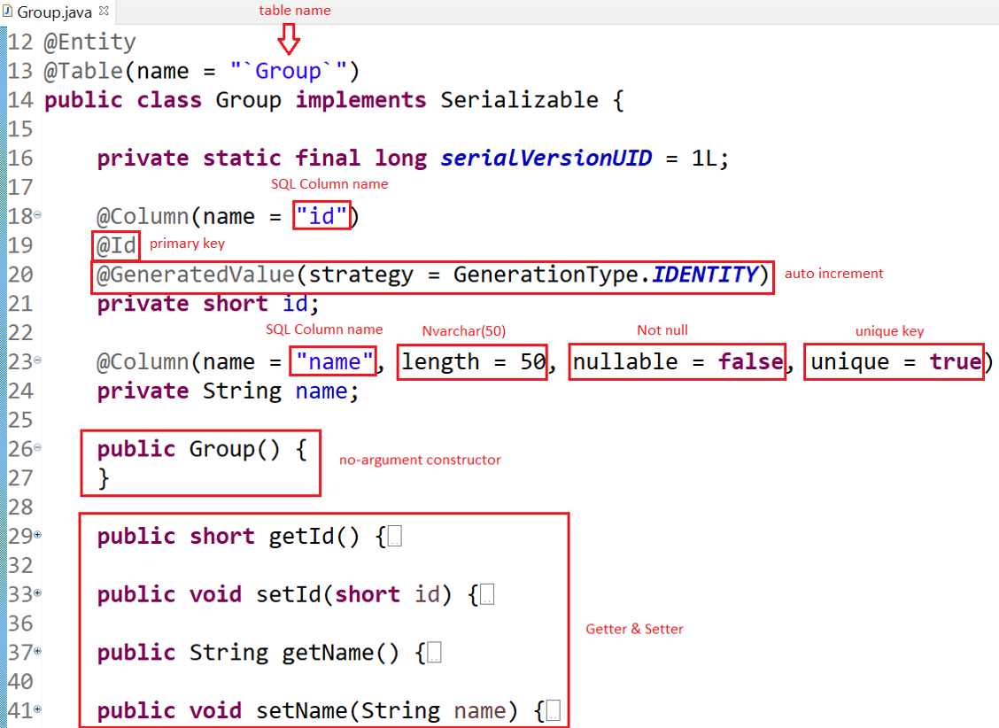 Group.java
table name
12 @Entity
13 @Table(name = "`Group`")
14 public class Group implements Serializable {
15
16 private static final long serialVersionUID = 1L;
17
SQL Column name
18 @Column(name = "id")
19 @Id primary key
20 @GeneratedValue(strategy = GenerationType.IDENTITY) auto increment
21 private short id;
22
SQL Column name Nvarchar(50) Not null unique key
23 @Column(name = "name", length = 50, nullable = false, unique = true)
24 private String name;
25
26 public Group() {
no-argument constructor
27 }
28
29 public short getId() {
32
33 public void setId(short id) {
36
Getter & Setter
37 public String getName() {
40
41 public void setName(String name) {